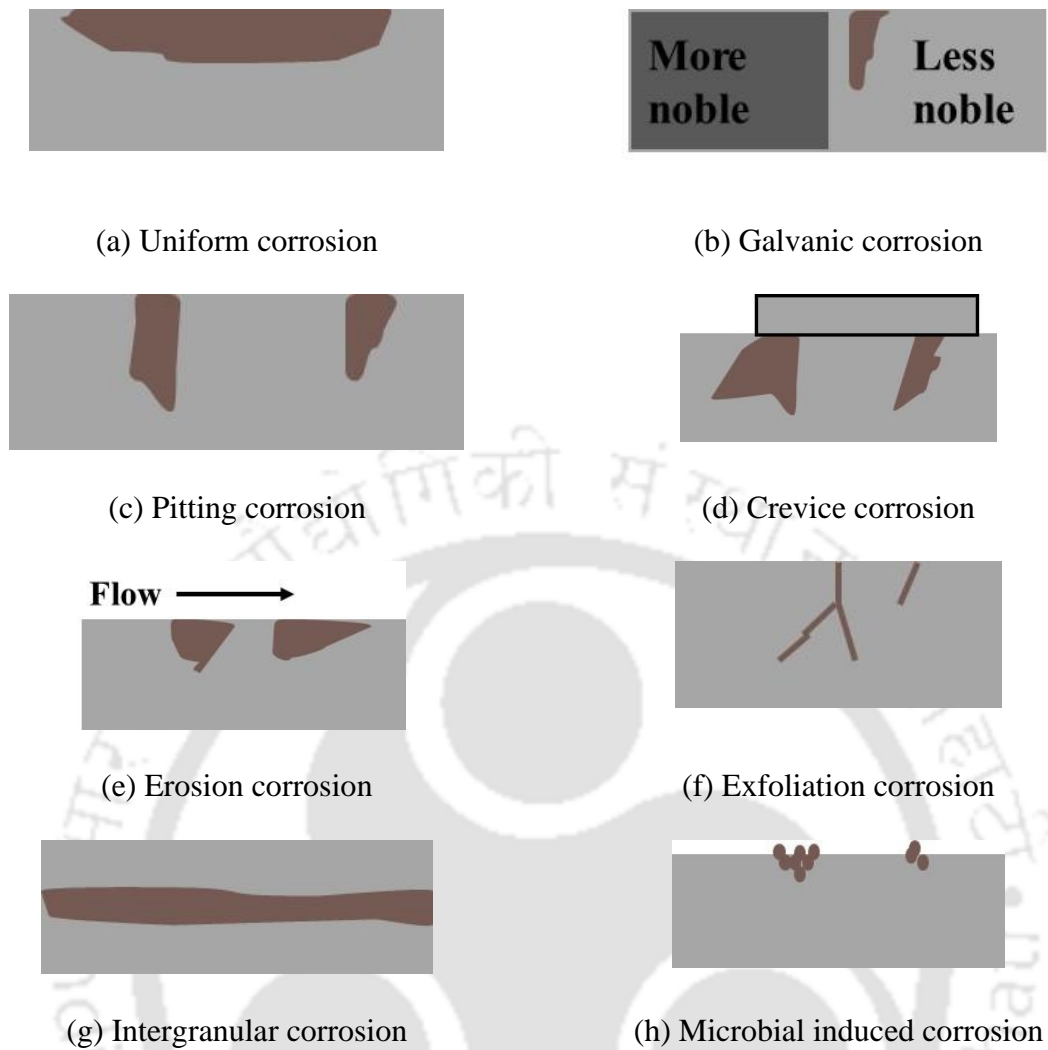 More noble
Less noble
(a) Uniform corrosion
(b) Galvanic corrosion
(c) Pitting corrosion
(d) Crevice corrosion
Flow
(e) Erosion corrosion
(f) Exfoliation corrosion
(g) Intergranular corrosion
(h) Microbial induced corrosion